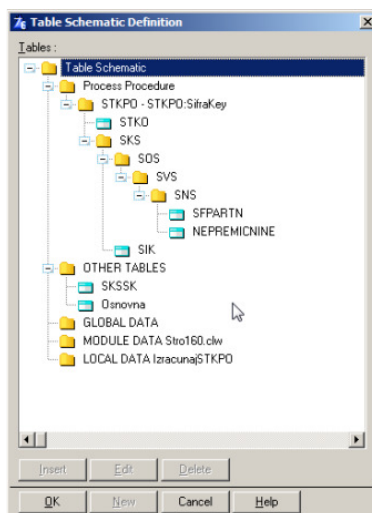 Table Schematic Definition
Tables :
Table Schematic
Process Procedure
STKPO - STKPO:SifraKey
STKO
SKS
SOS
SVS
SNS
SFPARTN
NEPREMICNINE
SIK
OTHER TABLES
SKSSK
Osnovna
GLOBAL DATA
MODULE DATA Stro160.clw
LOCAL DATA IzracunajSTKPO
Insert Edit Delete
OK New Cancel Help